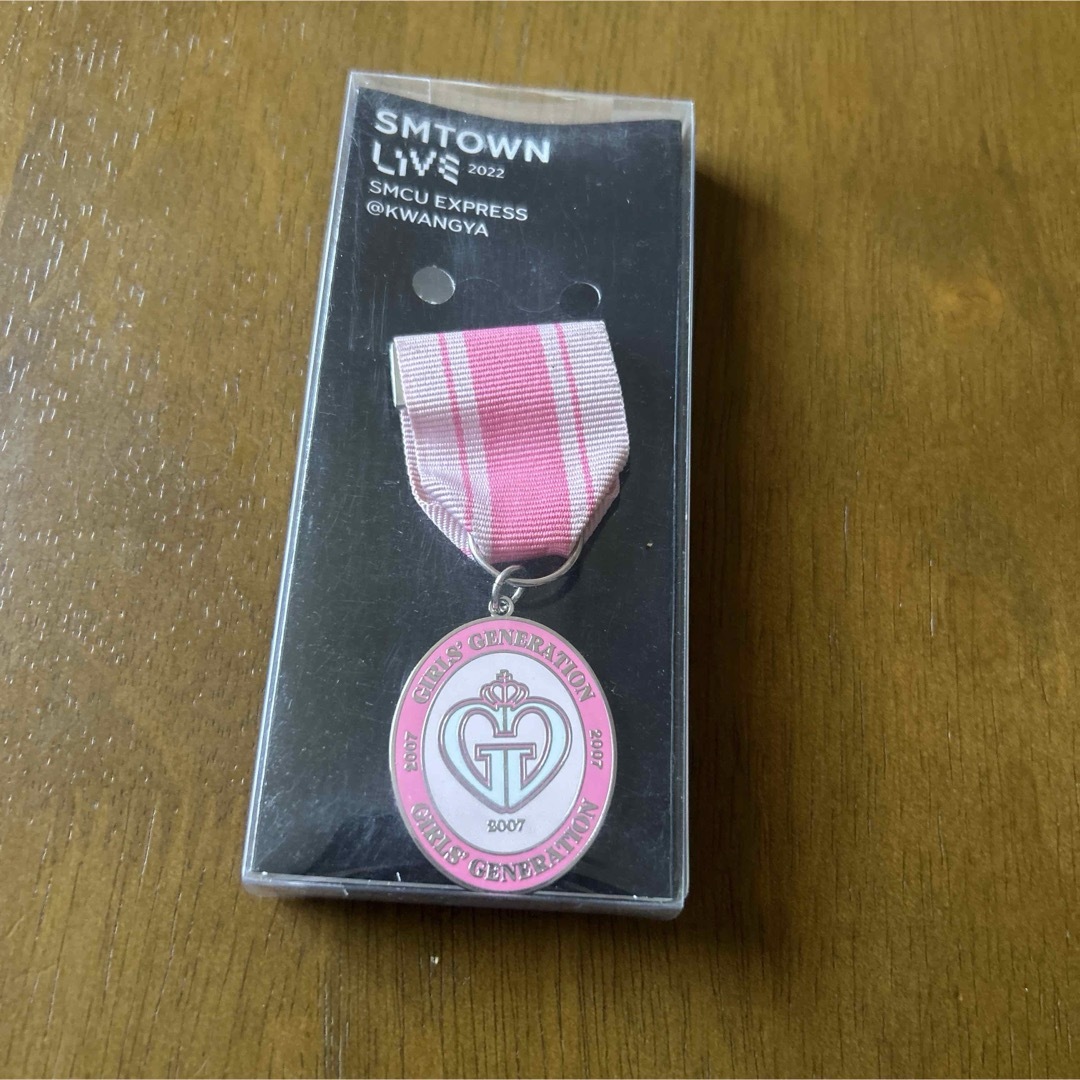 SMTOWN
LIVE 2022
SMCU EXPRESS
@KWANGYA
GIRLS' GENERATION
2007
2007
G
2007
GIRLS' GENERATION